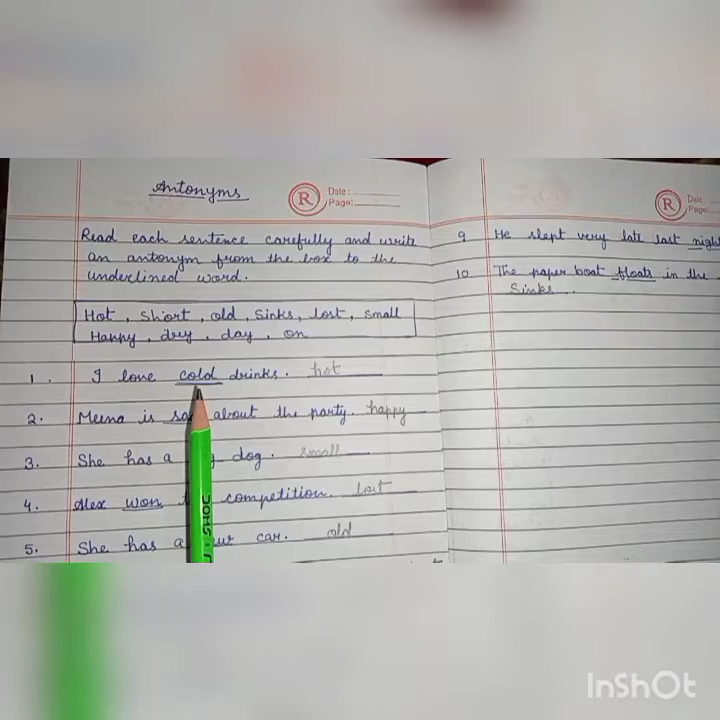 Antonyms
R Date:
Page:
Read each sentence carefully and write
an antonym from the box to the
underlined word.
Hot, Short, old, Sinks, lost, small
Happy, dry, day, on
1. I love cold drinks. hot
2. Meena is about the party. happy
3. She has a dog. small
4. Alex won competition. lost
5. She has a car. old
R Date:
Page:
9 He slept very late last night
10 The paper boat floats in the
Sinks.
InShOt